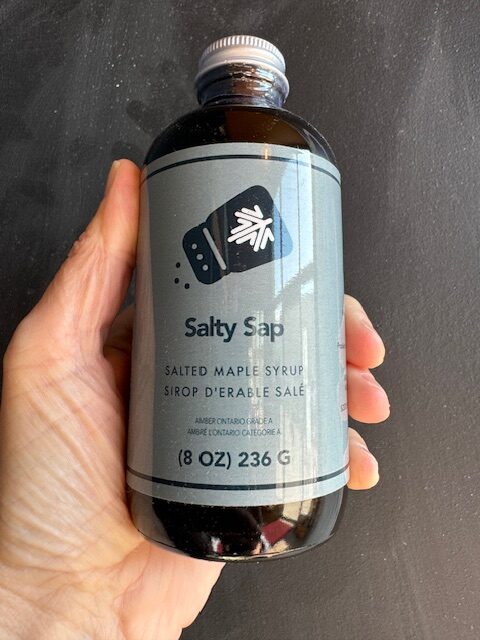 Salty Sap
SALTED MAPLE SYRUP
SIROP D'ERABLE SALÉ
AMBER ONTARIO GRADE A
AMBRÉ L'ONTARIO CATÉGORIE A
(8 OZ) 236 G